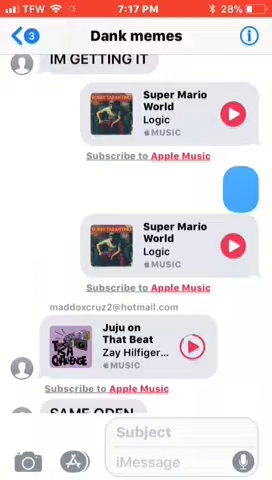 TFW 7:17 PM 28%
3 Dank memes
IM GETTING IT
Super Mario
World
Logic
MUSIC
Subscribe to Apple Music
Super Mario
World
Logic
MUSIC
Subscribe to Apple Music
maddoxcruz2@hotmail.com
Juju on
That Beat
Zay Hilfiger...
MUSIC
Subscribe to Apple Music
SAME ODEN
Subject
iMessage